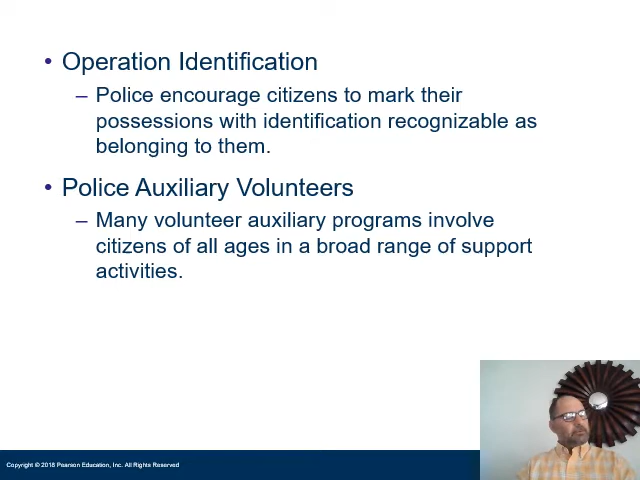 • Operation Identification
– Police encourage citizens to mark their
possessions with identification recognizable as
belonging to them.
• Police Auxiliary Volunteers
– Many volunteer auxiliary programs involve
citizens of all ages in a broad range of support
activities.
Copyright © 2018 Pearson Education, Inc. All Rights Reserved